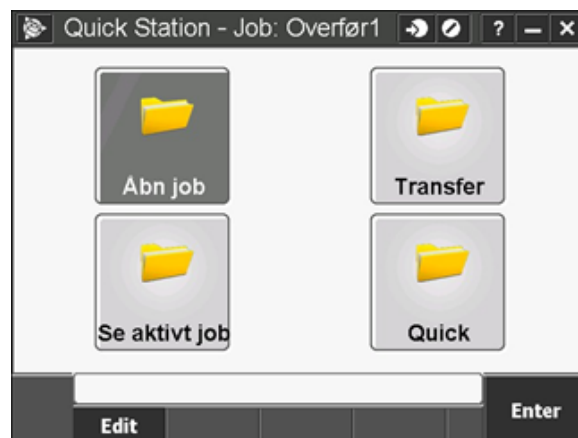 Quick Station - Job: Overfør1 ?
Åbn job
Transfer
Se aktivt job
Quick
Edit
Enter